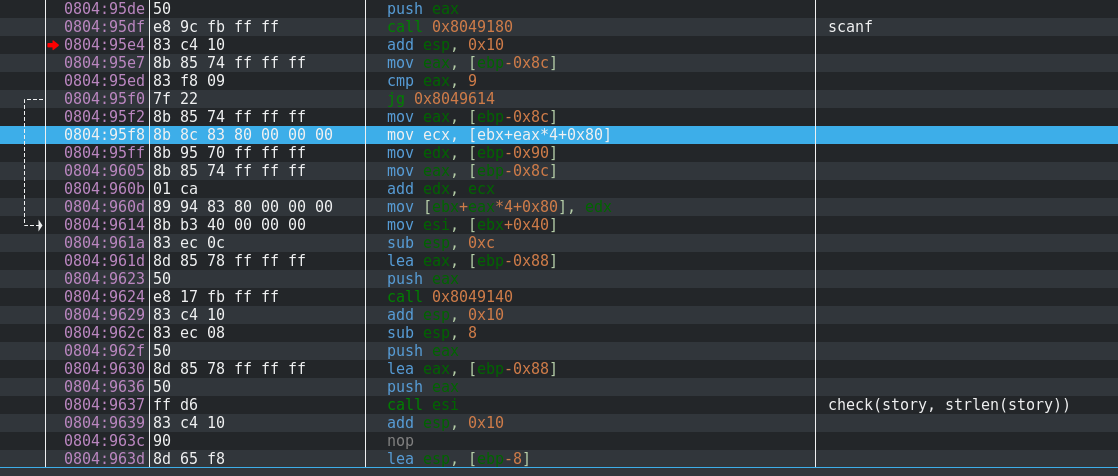 0804:95de 50 push eax
0804:95df e8 9c fb ff ff call 0x8049180 scanf
0804:95e4 83 c4 10 add esp, 0x10
0804:95e7 8b 85 74 ff ff ff mov eax, [ebp-0x8c]
0804:95ed 83 f8 09 cmp eax, 9
0804:95f0 7f 22 jg 0x8049614
0804:95f2 8b 85 74 ff ff ff mov eax, [ebp-0x8c]
0804:95f8 8b 8c 83 80 00 00 00 mov ecx, [ebx+eax*4+0x80]
0804:95ff 8b 95 70 ff ff ff mov edx, [ebp-0x90]
0804:9605 8b 85 74 ff ff ff mov eax, [ebp-0x8c]
0804:960b 01 ca add edx, ecx
0804:960d 89 94 83 80 00 00 00 mov [ebx+eax*4+0x80], edx
0804:9614 8b b3 40 00 00 00 mov esi, [ebx+0x40]
0804:961a 83 ec 0c sub esp, 0xc
0804:961d 8d 85 78 ff ff ff lea eax, [ebp-0x88]
0804:9623 50 push eax
0804:9624 e8 17 fb ff ff call 0x8049140
0804:9629 83 c4 10 add esp, 0x10
0804:962c 83 ec 08 sub esp, 8
0804:962f 50 push eax
0804:9630 8d 85 78 ff ff ff lea eax, [ebp-0x88]
0804:9636 50 push eax
0804:9637 ff d6 call esi check(story, strlen(story))
0804:9639 83 c4 10 add esp, 0x10
0804:963c 90 nop
0804:963d 8d 65 f8 lea esp, [ebp-8]